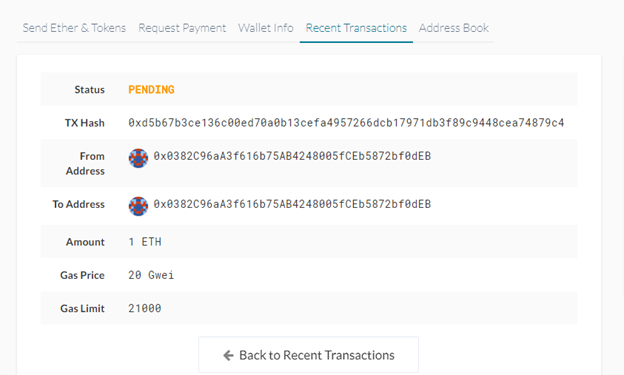 Send Ether & Tokens Request Payment Wallet Info Recent Transactions Address Book
Status PENDING
TX Hash 0xd5b67b3ce136c00ed70a0b13cefa4957266dcb17971db3f89c9448cea74879c4
From Address 0x0382C96aA3f616b75AB4248005fCEb5872bf0dEB
To Address 0x0382C96aA3f616b75AB4248005fCEb5872bf0dEB
Amount 1 ETH
Gas Price 20 Gwei
Gas Limit 21000
Back to Recent Transactions